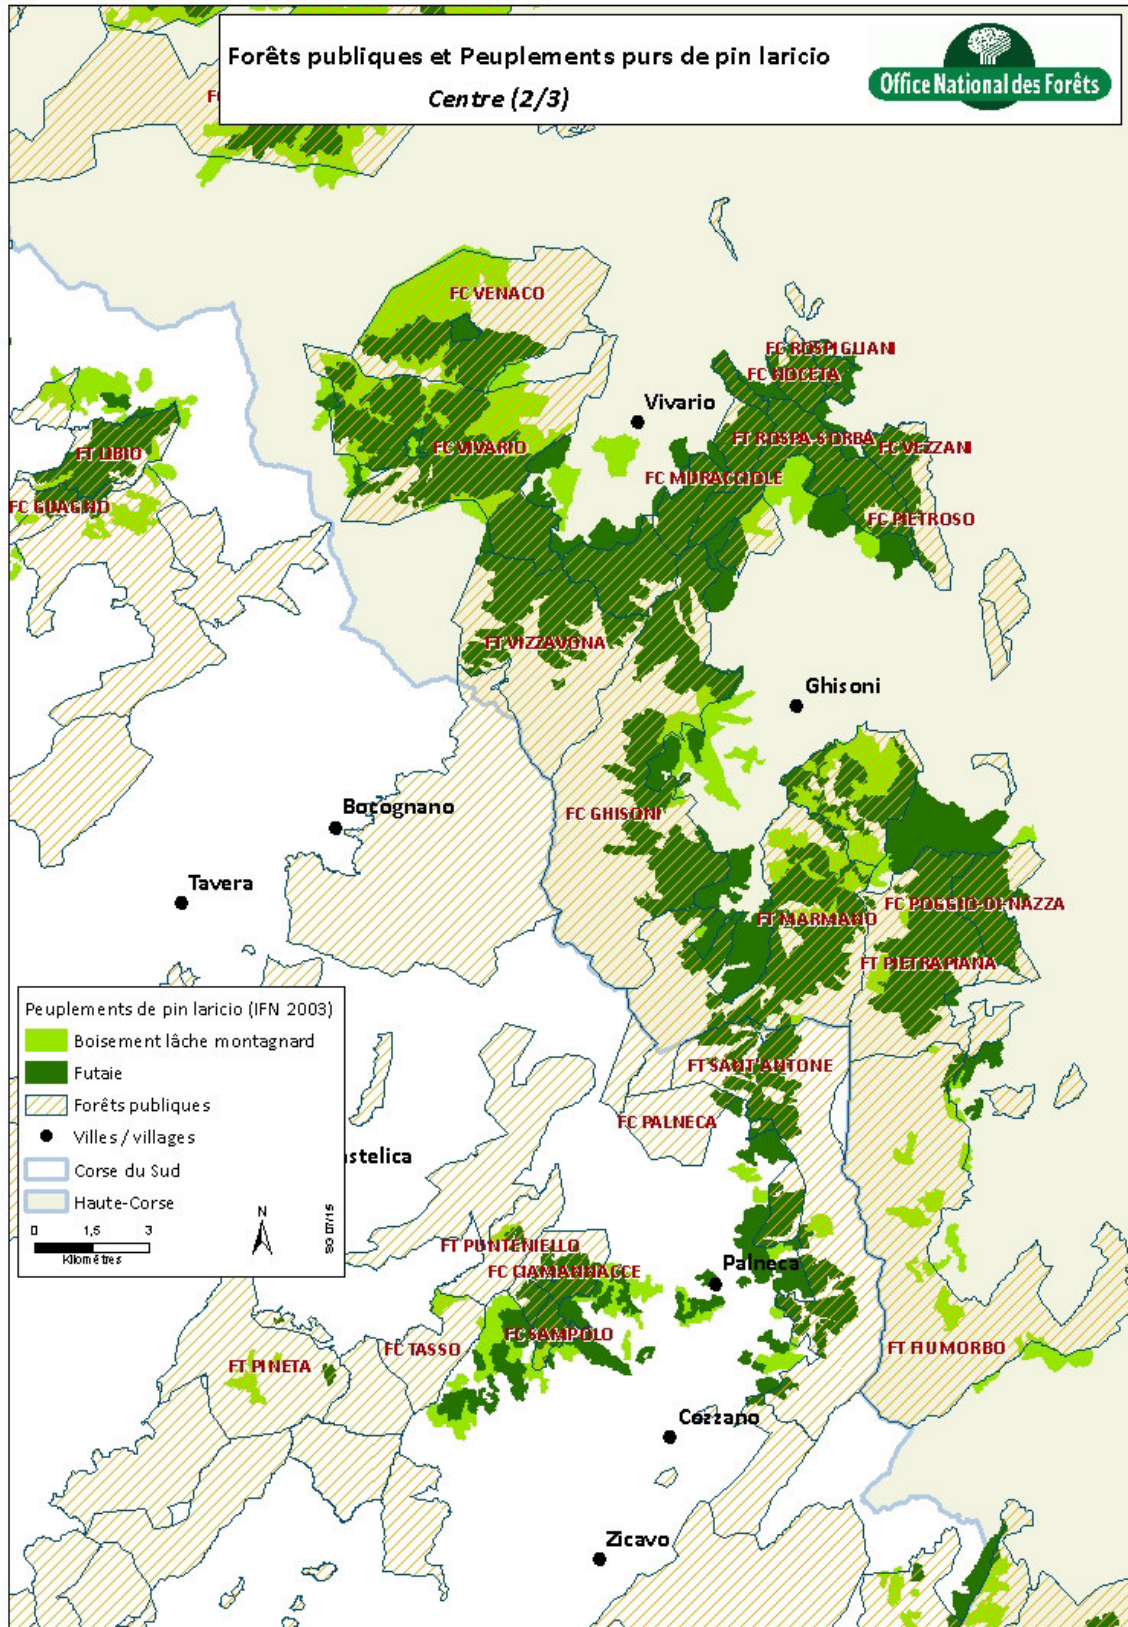 Forêts publiques et Peuplements purs de pin laricio
Centre (2/3)
Office National des Forêts
FC VENACO
FC ROSPIGLIANI
FC NOCETA
Vivario
FT ROSPA-SORBA
FC VEZZANI
FC VIVARIO
FT LIBIO
FC MURACCIOLE
FC GUAGNO
FC PIETROSO
FT VIZZAVONA
Ghisoni
Bocognano
FC GHISONI
Tavera
FC POGGIO-DI-NAZZA
FT MARMANO
FT PIETRAPIANA
Peuplements de pin laricio (IFN 2003)
Boisement lâche montagnard
Futaie
Forêts publiques
Villes / villages
Corse du Sud
Haute-Corse
0 1,5 3
Kilomètres
N
SG 07/15
FT SANT'ANTONE
FC PALNECA
astelica
FT PUNTENIELLO
FC CIAMANNACCE
Palneca
FC SAMPOLO
FC TASSO
FT FIUMORBO
FT PINETA
Cozzano
Zicavo